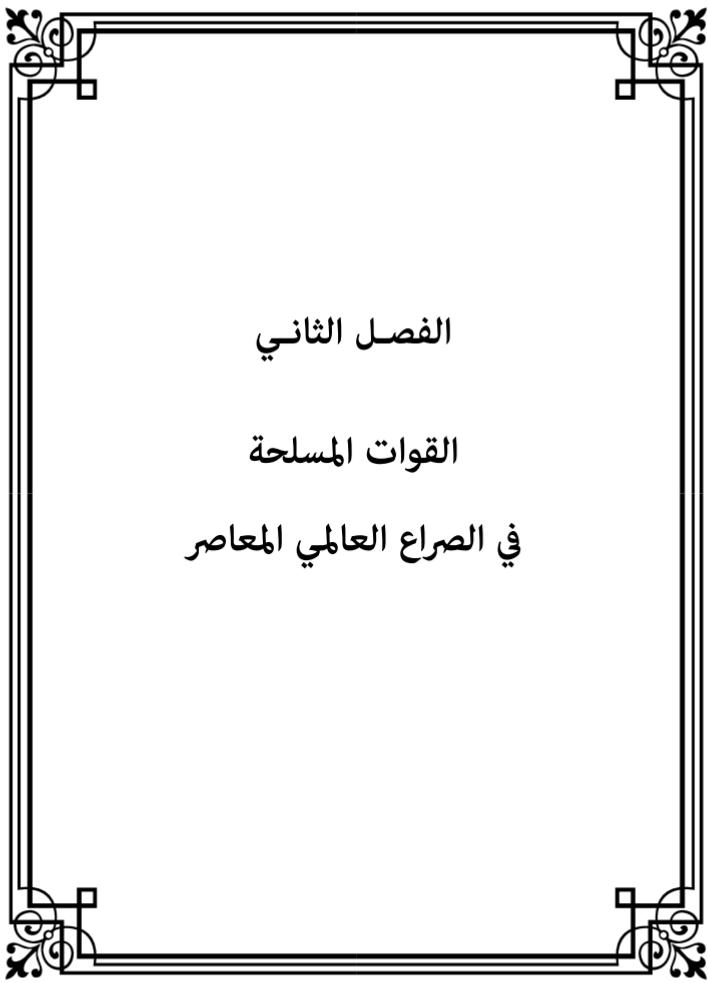 الفصـل الثانـي
القوات المسلحة
في الصراع العالمي المعاصر